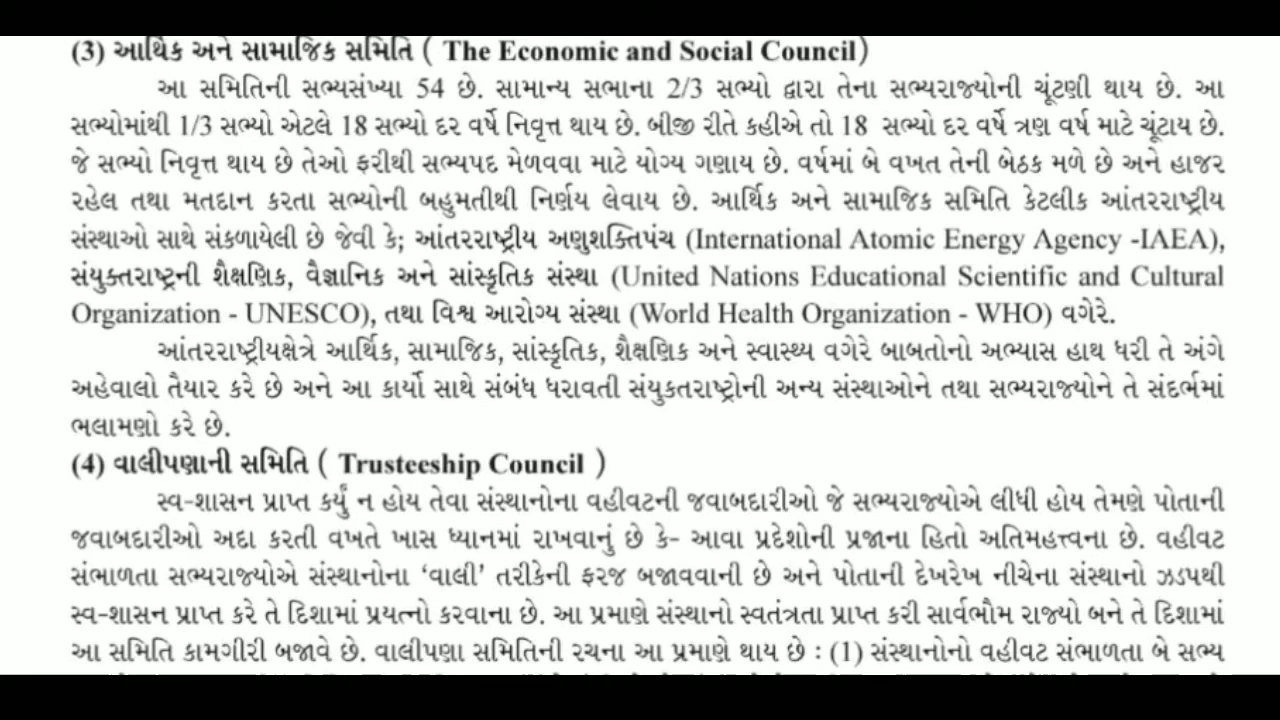 (3) આર્થિક અને સામાજિક સમિતિ ( The Economic and Social Council)
આ સમિતિની સભ્યસંખ્યા 54 છે. સામાન્ય સભાના 2/3 સભ્યો દ્વારા તેના સભ્યરાજ્યોની ચૂંટણી થાય છે. આ
સભ્યોમાંથી 1/3 સભ્યો એટલે 18 સભ્યો દર વર્ષે નિવૃત્ત થાય છે. બીજી રીતે કહીએ તો 18 સભ્યો દર વર્ષે ત્રણ વર્ષ માટે ચૂંટાય છે.
જે સભ્યો નિવૃત્ત થાય છે તેઓ ફરીથી સભ્યપદ મેળવવા માટે યોગ્ય ગણાય છે. વર્ષમાં બે વખત તેની બેઠક મળે છે અને હાજર
રહેલ તથા મતદાન કરતા સભ્યોની બહુમતીથી નિર્ણય લેવાય છે. આર્થિક અને સામાજિક સમિતિ કેટલીક આંતરરાષ્ટ્રીય
સંસ્થાઓ સાથે સંકળાયેલી છે જેવી કે; આંતરરાષ્ટ્રીય અણુશક્તિપંચ (International Atomic Energy Agency -IAEA),
સંયુક્તરાષ્ટ્રની શૈક્ષણિક, વૈજ્ઞાનિક અને સાંસ્કૃતિક સંસ્થા (United Nations Educational Scientific and Cultural
Organization - UNESCO), તથા વિશ્વ આરોગ્ય સંસ્થા (World Health Organization - WHO) વગેરે.
આંતરરાષ્ટ્રીયક્ષેત્રે આર્થિક, સામાજિક, સાંસ્કૃતિક, શૈક્ષણિક અને સ્વાસ્થ્ય વગેરે બાબતોનો અભ્યાસ હાથ ધરી તે અંગે
અહેવાલો તૈયાર કરે છે અને આ કાર્યો સાથે સંબંધ ધરાવતી સંયુક્તરાષ્ટ્રોની અન્ય સંસ્થાઓને તથા સભ્યરાજ્યોને તે સંદર્ભમાં
ભલામણો કરે છે.
(4) વાલીપણાની સમિતિ ( Trusteeship Council )
સ્વ-શાસન પ્રાપ્ત કર્યું ન હોય તેવા સંસ્થાનોના વહીવટની જવાબદારીઓ જે સભ્યરાજ્યોએ લીધી હોય તેમણે પોતાની
જવાબદારીઓ અદા કરતી વખતે ખાસ ધ્યાનમાં રાખવાનું છે કે- આવા પ્રદેશોની પ્રજાના હિતો અતિમહત્ત્વના છે. વહીવટ
સંભાળતા સભ્યરાજ્યોએ સંસ્થાનોના ‘વાલી’ તરીકેની ફરજ બજાવવાની છે અને પોતાની દેખરેખ નીચેના સંસ્થાનો ઝડપથી
સ્વ-શાસન પ્રાપ્ત કરે તે દિશામાં પ્રયત્નો કરવાના છે. આ પ્રમાણે સંસ્થાનો સ્વતંત્રતા પ્રાપ્ત કરી સાર્વભૌમ રાજ્યો બને તે દિશામાં
આ સમિતિ કામગીરી બજાવે છે. વાલીપણા સમિતિની રચના આ પ્રમાણે થાય છે : (1) સંસ્થાનોનો વહીવટ સંભાળતા બે સભ્ય